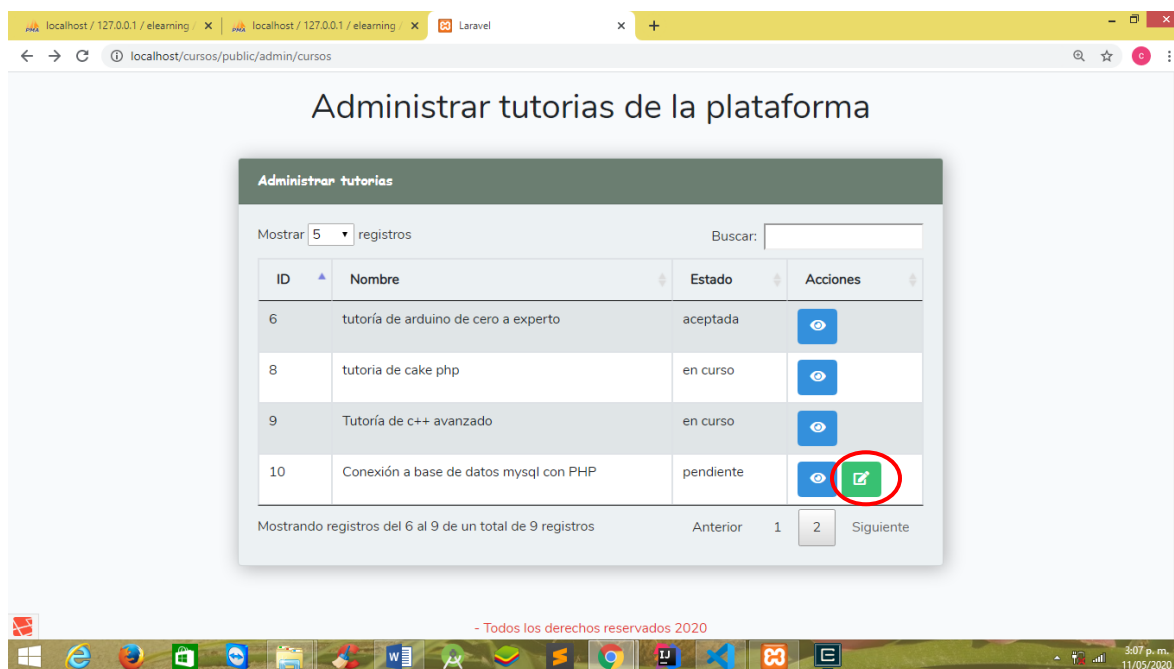 localhost / 127.0.0.1 / elearning / localhost / 127.0.0.1 / elearning / Laravel
localhost/cursos/public/admin/cursos
Administrar tutorias de la plataforma
Administrar tutorias
Mostrar 5 registros Buscar:
ID Nombre Estado Acciones
6 tutoría de arduino de cero a experto aceptada
8 tutoria de cake php en curso
9 Tutoría de c++ avanzado en curso
10 Conexión a base de datos mysql con PHP pendiente
Mostrando registros del 6 al 9 de un total de 9 registros Anterior 1 2 Siguiente
- Todos los derechos reservados 2020
3:07 p. m.
11/05/2020